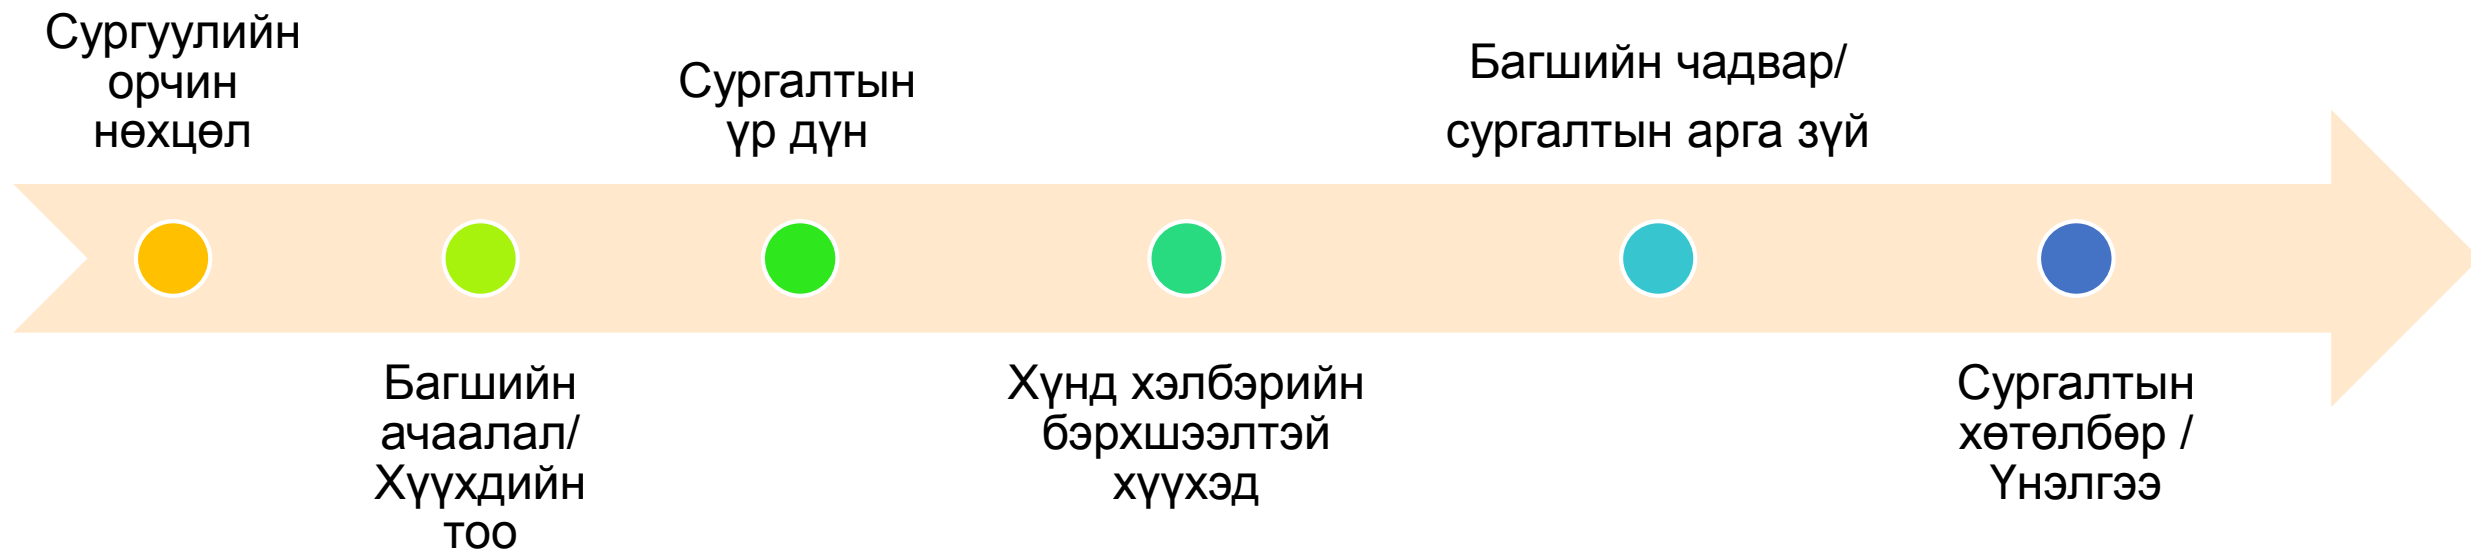 Сургуулийн
орчин
нөхцөл
Багшийн
ачаалал/
Хүүхдийн
тоо
Сургалтын
үр дүн
Хүнд хэлбэрийн
бэрхшээлтэй
хүүхэд
Багшийн чадвар/
сургалтын арга зүй
Сургалтын
хөтөлбөр /
Үнэлгээ